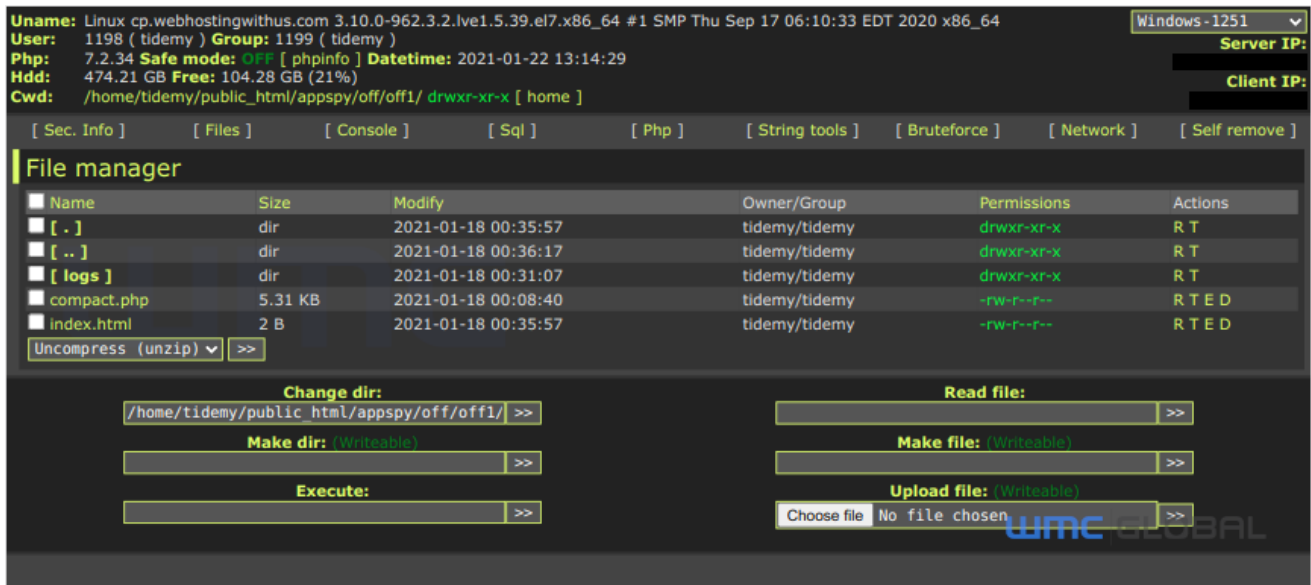 Uname: Linux cp.webhostingwithus.com 3.10.0-962.3.2.lve1.5.39.el7.x86_64 #1 SMP Thu Sep 17 06:10:33 EDT 2020 x86_64
Windows-1251
User: 1198 ( tidemy ) Group: 1199 ( tidemy )
Server IP:
Php: 7.2.34 Safe mode: OFF [ phpinfo ] Datetime: 2021-01-22 13:14:29
Hdd: 474.21 GB Free: 104.28 GB (21%)
Client IP:
Cwd: /home/tidemy/public_html/appspy/off/off1/ drwxr-xr-x [ home ]
[ Sec. Info ] [ Files ] [ Console ] [ Sql ] [ Php ] [ String tools ] [ Bruteforce ] [ Network ] [ Self remove ]
File manager
Name Size Modify Owner/Group Permissions Actions
[ . ] dir 2021-01-18 00:35:57 tidemy/tidemy drwxr-xr-x R T
[ .. ] dir 2021-01-18 00:36:17 tidemy/tidemy drwxr-xr-x R T
[ logs ] dir 2021-01-18 00:31:07 tidemy/tidemy drwxr-xr-x R T
compact.php 5.31 KB 2021-01-18 00:08:40 tidemy/tidemy -rw-r--r-- R T E D
index.html 2 B 2021-01-18 00:35:57 tidemy/tidemy -rw-r--r-- R T E D
Uncompress (unzip) >>
Change dir: Read file:
/home/tidemy/public_html/appspy/off/off1/ >> >>
Make dir: (Writeable) Make file: (Writeable)
>> >>
Execute: Upload file: (Writeable)
>> Choose file No file chosen >>
WMC GLOBAL